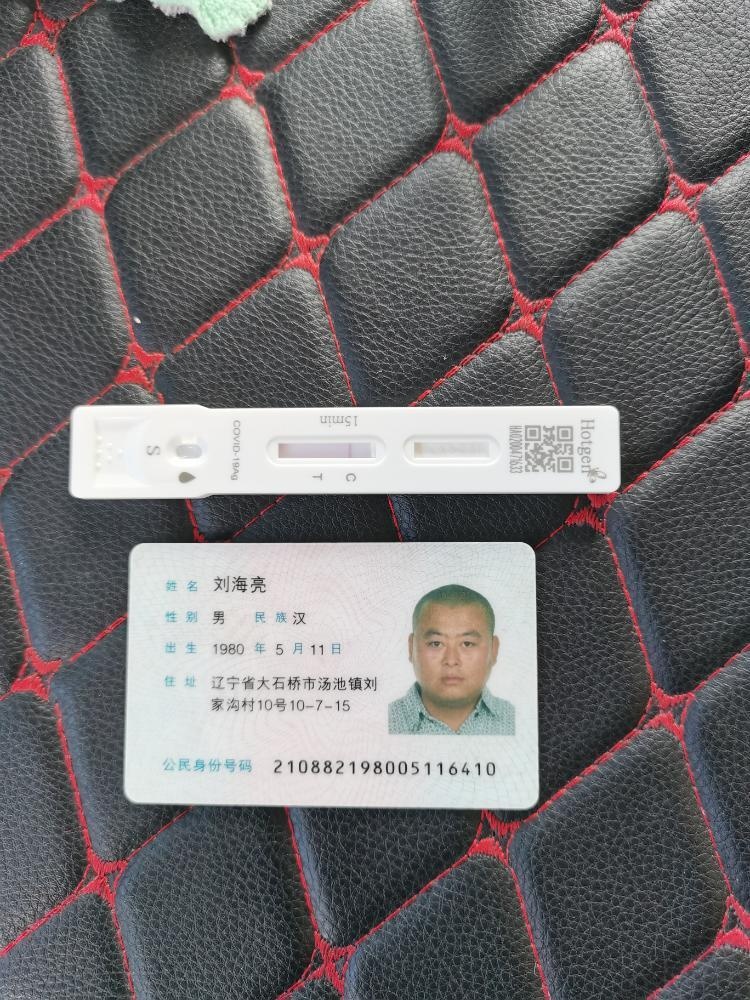 Hotgen
HA0200471633
15min
C
T
COVID-19Ag
S
姓名 刘海亮
性别 男 民族 汉
出生 1980 年 5 月 11 日
住址 辽宁省大石桥市汤池镇刘
家沟村10号10-7-15
公民身份号码 210882198005116410